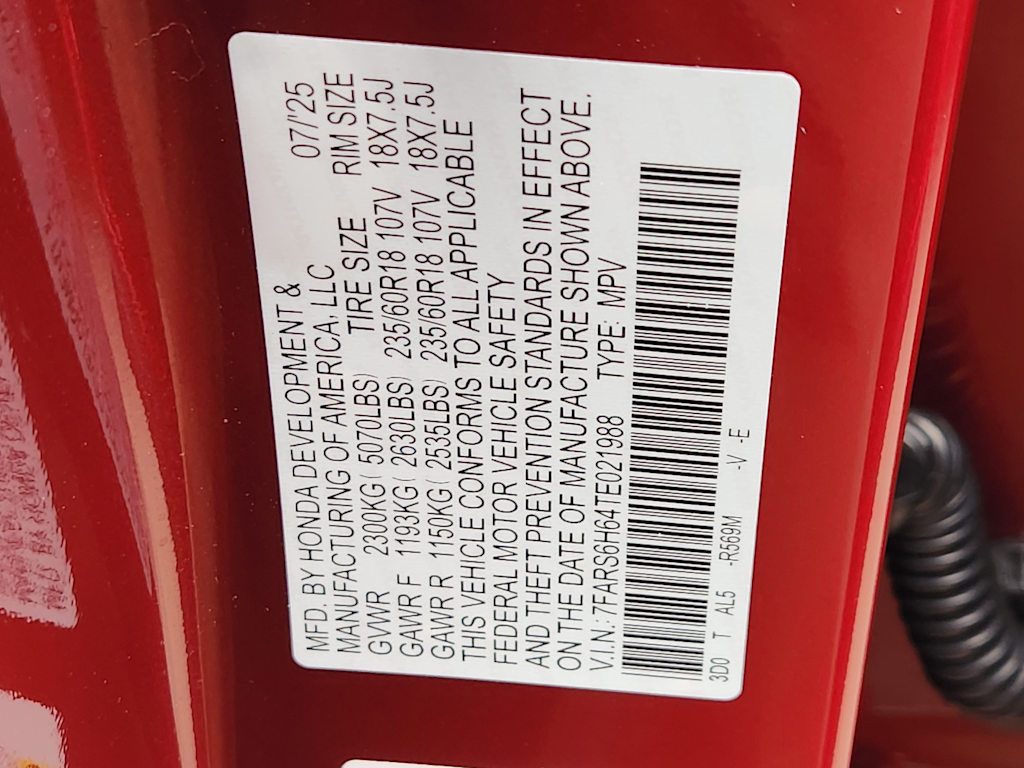 MFD. BY HONDA DEVELOPMENT &
MANUFACTURING OF AMERICA, LLC 07/'25
GVWR 2300KG( 5070LBS) TIRE SIZE RIM SIZE
GAWR F 1193KG( 2630LBS) 235/60R18 107V 18X7.5J
GAWR R 1150KG( 2535LBS) 235/60R18 107V 18X7.5J
THIS VEHICLE CONFORMS TO ALL APPLICABLE
FEDERAL MOTOR VEHICLE SAFETY
AND THEFT PREVENTION STANDARDS IN EFFECT
ON THE DATE OF MANUFACTURE SHOWN ABOVE.
V.I.N.: 7FARS6H64TE021988 TYPE: MPV
3D0 T AL5 -R569M -V -E